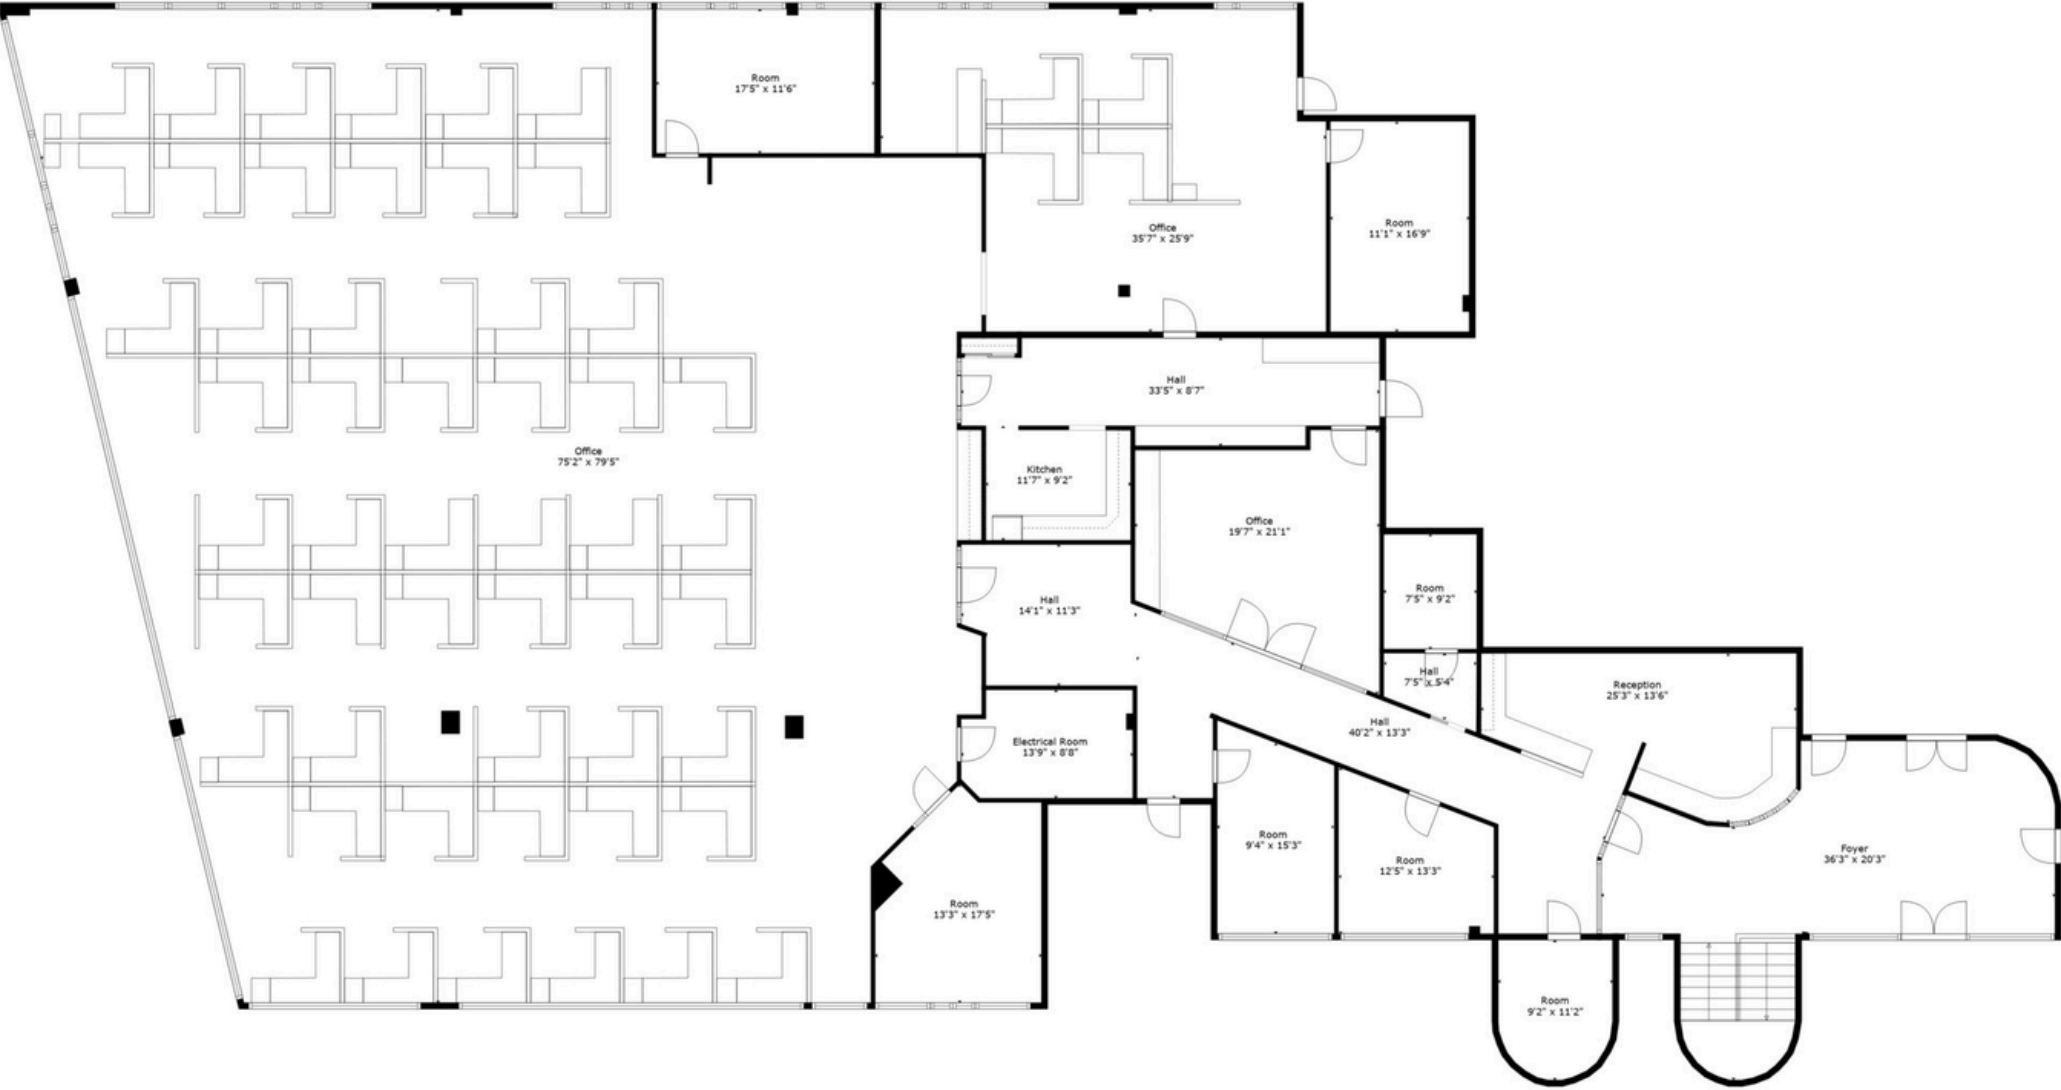 Room
17'5" x 11'6"
Office
35'7" x 25'9"
Room
11'1" x 16'9"
Hall
33'5" x 8'7"
Office
75'2" x 79'5"
Kitchen
11'7" x 9'2"
Office
19'7" x 21'1"
Hall
14'1" x 11'3"
Room
7'5" x 9'2"
Hall
7'5" x 5'4"
Reception
25'3" x 13'6"
Hall
40'2" x 13'3"
Electrical Room
13'9" x 8'8"
Room
9'4" x 15'3"
Room
12'5" x 13'3"
Foyer
36'3" x 20'3"
Room
13'3" x 17'5"
Room
9'2" x 11'2"